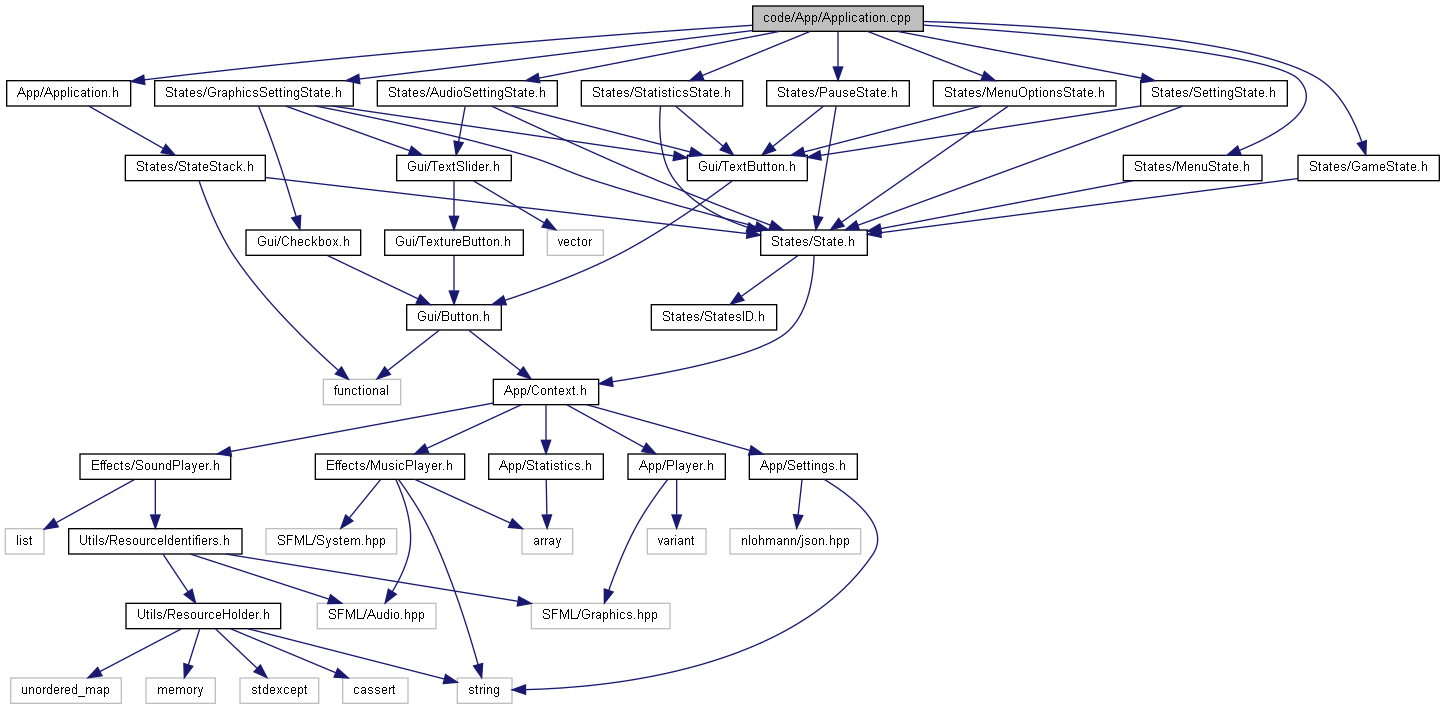 code/App/Application.cpp
App/Application.h
States/GraphicsSettingState.h
States/AudioSettingState.h
States/StatisticsState.h
States/PauseState.h
States/MenuOptionsState.h
States/SettingState.h
States/StateStack.h
Gui/TextSlider.h
Gui/TextButton.h
States/MenuState.h
States/GameState.h
Gui/Checkbox.h
Gui/TextureButton.h
vector
States/State.h
Gui/Button.h
States/StatesID.h
functional
App/Context.h
Effects/SoundPlayer.h
Effects/MusicPlayer.h
App/Statistics.h
App/Player.h
App/Settings.h
list
Utils/ResourceIdentifiers.h
SFML/System.hpp
array
variant
nlohmann/json.hpp
Utils/ResourceHolder.h
SFML/Audio.hpp
SFML/Graphics.hpp
unordered_map
memory
stdexcept
cassert
string